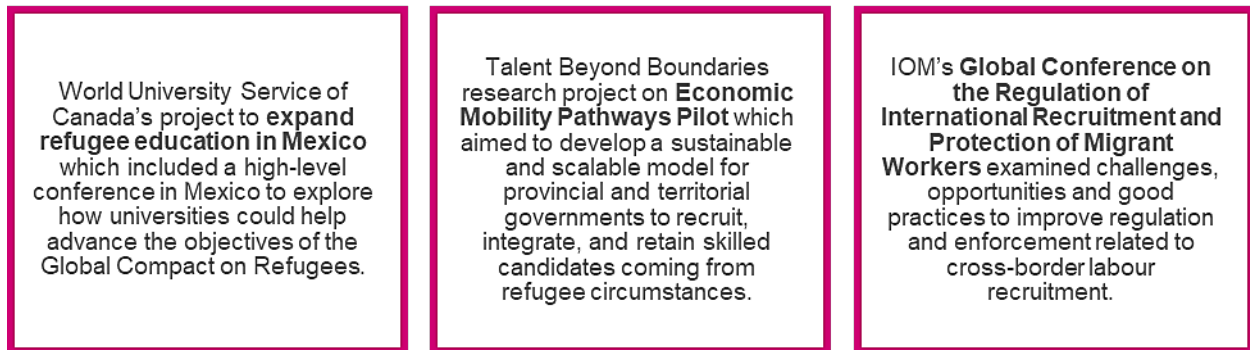 World University Service of
Canada's project to expand
refugee education in Mexico
which included a high-level
conference in Mexico to explore
how universities could help
advance the objectives of the
Global Compact on Refugees.
Talent Beyond Boundaries
research project on Economic
Mobility Pathways Pilot which
aimed to develop a sustainable
and scalable model for
provincial and territorial
governments to recruit,
integrate, and retain skilled
candidates coming from
refugee circumstances.
IOM's Global Conference on
the Regulation of
International Recruitment and
Protection of Migrant
Workers examined challenges,
opportunities and good
practices to improve regulation
and enforcement related to
cross-border labour
recruitment.